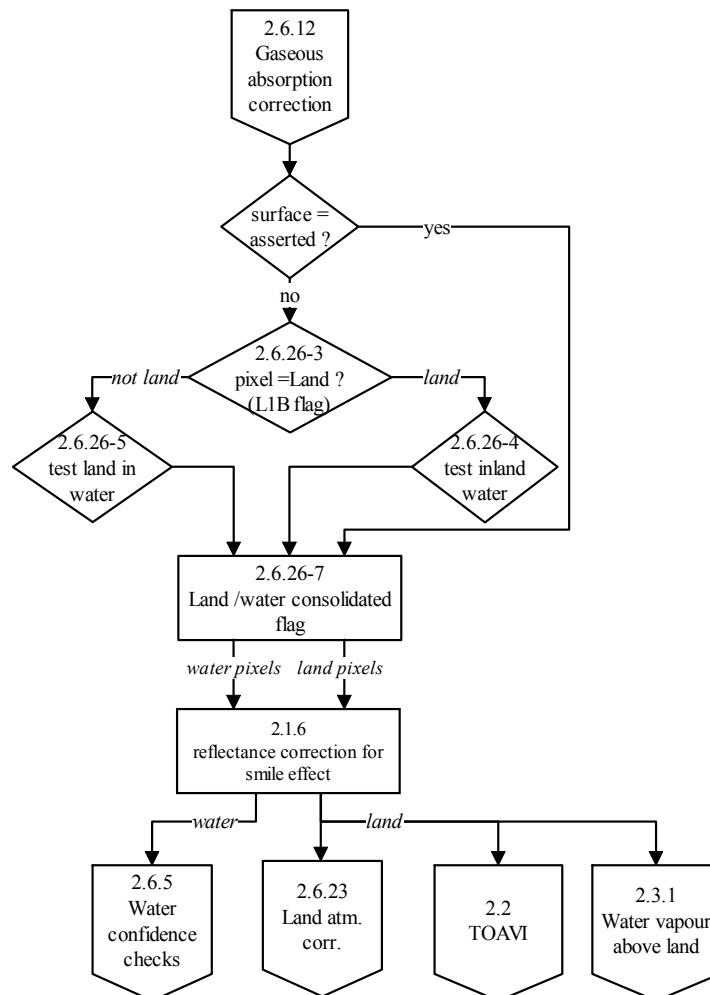 2.6.12
Gaseous
absorption
correction
surface =
asserted ?
yes
no
2.6.26-3
pixel =Land ?
(L1B flag)
not land
land
2.6.26-5
test land in
water
2.6.26-4
test inland
water
2.6.26-7
Land /water consolidated
flag
water pixels
land pixels
2.1.6
reflectance correction for
smile effect
water
land
2.6.5
Water
confidence
checks
2.6.23
Land atm.
corr.
2.2
TOAVI
2.3.1
Water vapour
above land